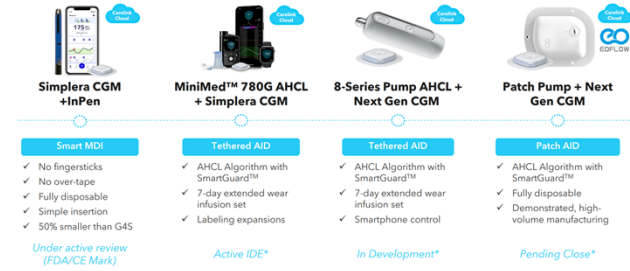 Carelink
Cloud
Carelink
Cloud
Carelink
Cloud
Carelink
Cloud
EOFLOW
Simplera CGM
+InPen
MiniMed™ 780G AHCL
+ Simplera CGM
8-Series Pump AHCL +
Next Gen CGM
Patch Pump + Next
Gen CGM
Smart MDI
✓ No fingersticks
✓ No over-tape
✓ Fully disposable
✓ Simple insertion
✓ 50% smaller than G4S
Under active review
(FDA/CE Mark)
Tethered AID
✓ AHCL Algorithm with
SmartGuard™
✓ 7-day extended wear
infusion set
✓ Labeling expansions
Active IDE*
Tethered AID
✓ AHCL Algorithm with
SmartGuard™
✓ 7-day extended wear
infusion set
✓ Smartphone control
In Development*
Patch AID
✓ AHCL Algorithm with
SmartGuard™
✓ Fully disposable
✓ Demonstrated, high-
volume manufacturing
Pending Close*